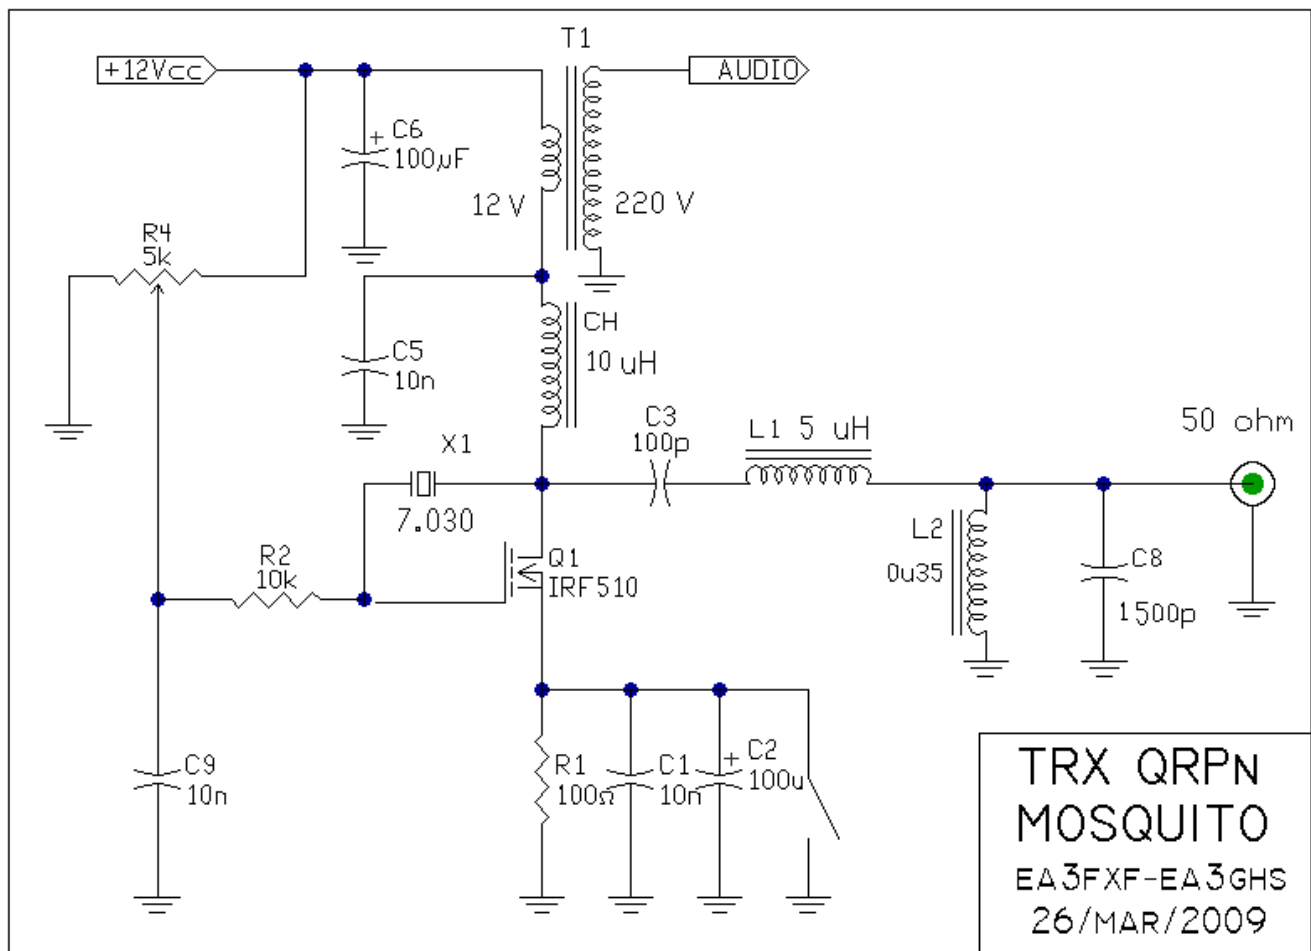 T1
+12Vcc
AUDIO
C6
100µF
12 V
220 V
R4
5k
CH
10 uH
C5
10n
C3
100p
L1 5 uH
50 ohm
X1
7.030
L2
0u35
C8
1500p
R2
10k
Q1
IRF510
C9
10n
R1
100Ω
C1
10n
C2
100u
TRX QRPN
MOSQUITO
EA3FXF-EA3GHS
26/MAR/2009